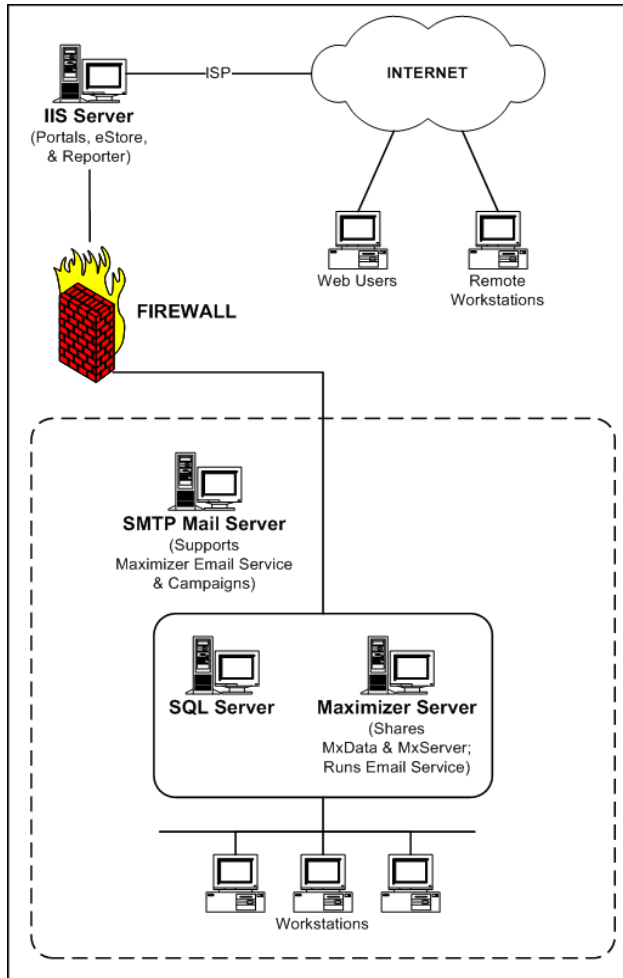 ISP
INTERNET
IIS Server
(Portals, eStore,
& Reporter)
Web Users
Remote
Workstations
FIREWALL
SMTP Mail Server
(Supports
Maximizer Email Service
& Campaigns)
SQL Server
Maximizer Server
(Shares
MxData & MxServer;
Runs Email Service)
Workstations